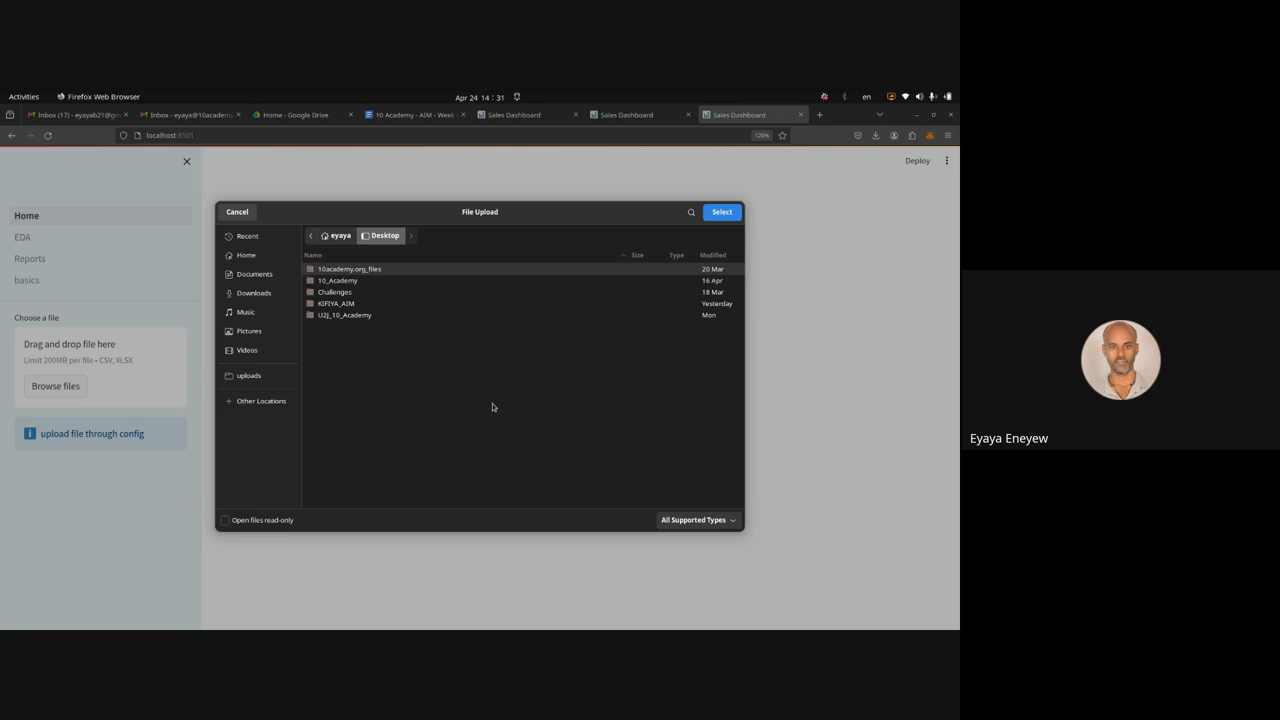 Activities Firefox Web Browser Apr 24 14 : 31 en
Inbox (17) - eyayab21@gm Inbox - eyaya@10academ Home - Google Drive 10 Academy - AIM - Week Sales Dashboard Sales Dashboard Sales Dashboard
localhost:8501 120%
Deploy
Home
EDA
Reports
basics
Choose a file
Drag and drop file here
Limit 200MB per file • CSV, XLSX
Browse files
upload file through config
Cancel File Upload Select
Recent
Home
Documents
Downloads
Music
Pictures
Videos
uploads
Other Locations
eyaya Desktop
Name Size Type Modified
10academy.org_files 20 Mar
10_Academy 16 Apr
Challenges 18 Mar
KIFIYA_AIM Yesterday
U2J_10_Academy Mon
Open files read-only All Supported Types
Eyaya Eneyew